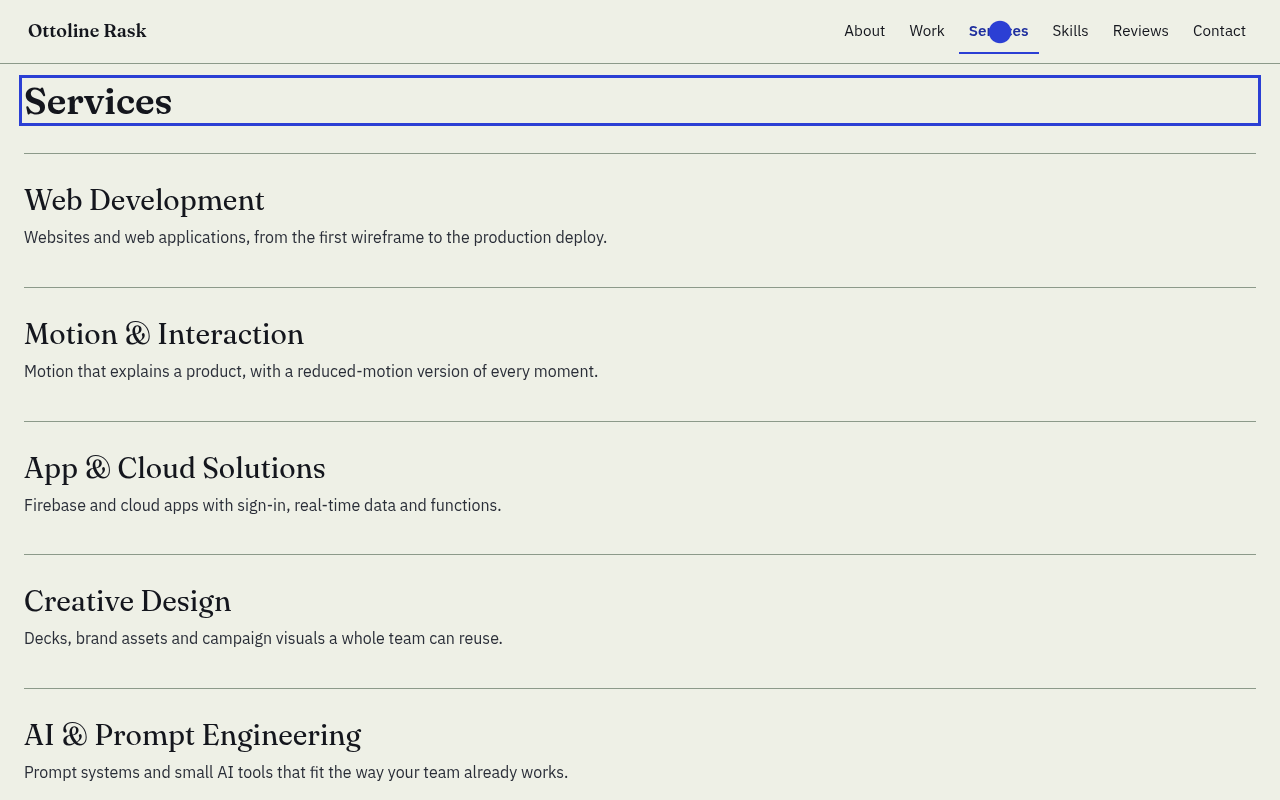 Ottoline Rask
About Work Services Skills Reviews Contact
Services
Web Development
Websites and web applications, from the first wireframe to the production deploy.
Motion & Interaction
Motion that explains a product, with a reduced-motion version of every moment.
App & Cloud Solutions
Firebase and cloud apps with sign-in, real-time data and functions.
Creative Design
Decks, brand assets and campaign visuals a whole team can reuse.
AI & Prompt Engineering
Prompt systems and small AI tools that fit the way your team already works.